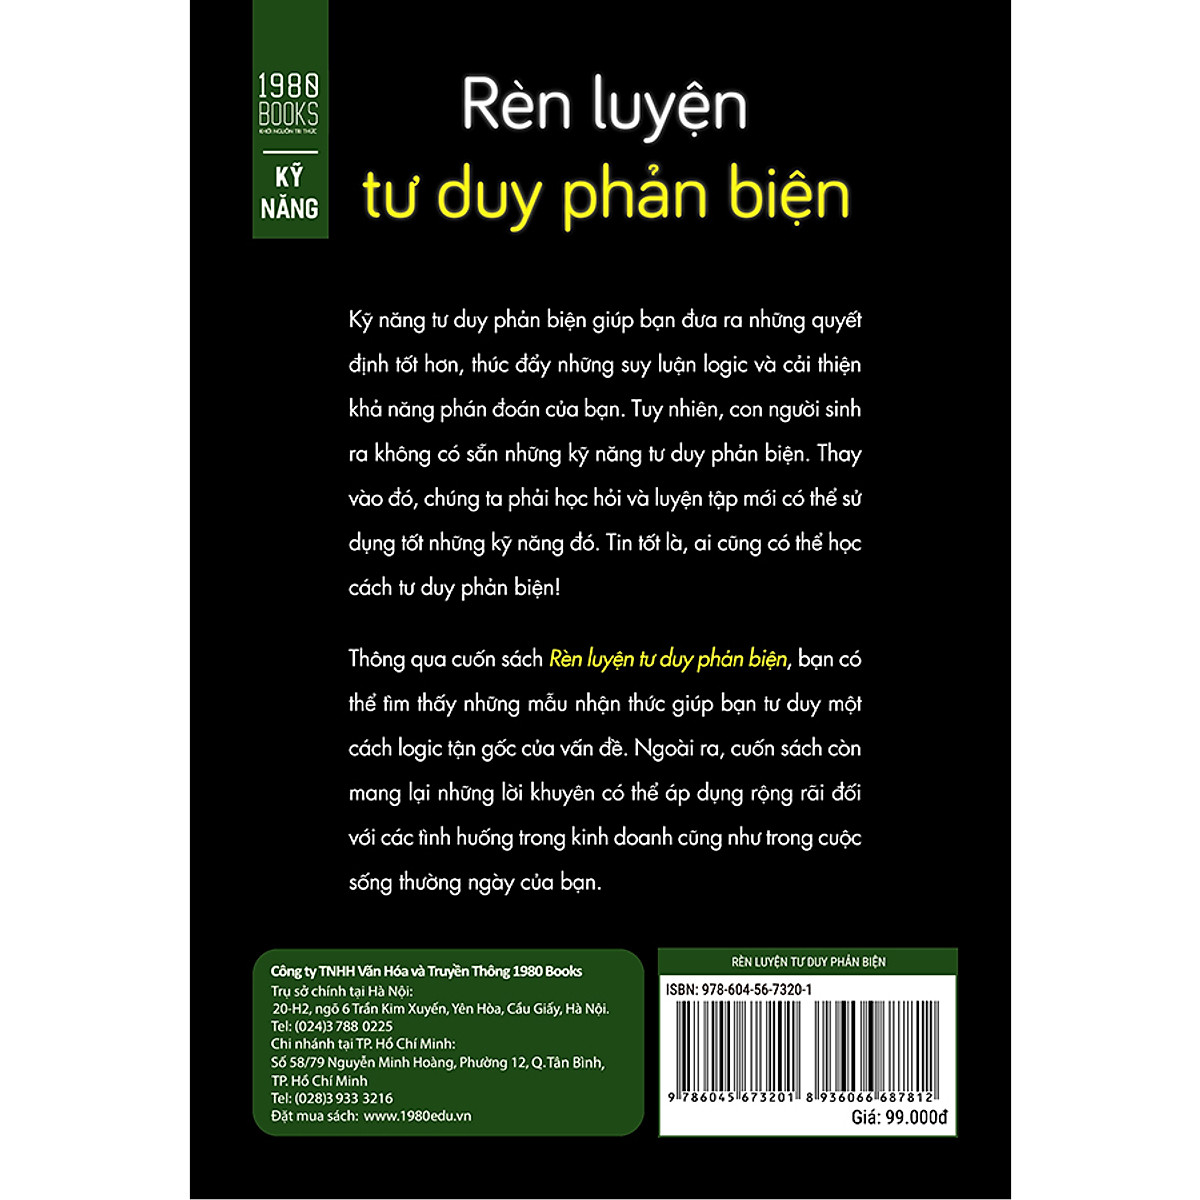 1980
BOOKS
KHƠI NGUỒN TRI THỨC
KỸ
NĂNG
Rèn luyện
tư duy phản biện
Kỹ năng tư duy phản biện giúp bạn đưa ra những quyết
định tốt hơn, thúc đẩy những suy luận logic và cải thiện
khả năng phán đoán của bạn. Tuy nhiên, con người sinh
ra không có sẵn những kỹ năng tư duy phản biện. Thay
vào đó, chúng ta phải học hỏi và luyện tập mới có thể sử
dụng tốt những kỹ năng đó. Tin tốt là, ai cũng có thể học
cách tư duy phản biện!
Thông qua cuốn sách Rèn luyện tư duy phản biện, bạn có
thể tìm thấy những mẫu nhận thức giúp bạn tư duy một
cách logic tận gốc của vấn đề. Ngoài ra, cuốn sách còn
mang lại những lời khuyên có thể áp dụng rộng rãi đối
với các tình huống trong kinh doanh cũng như trong cuộc
sống thường ngày của bạn.
Công ty TNHH Văn Hóa và Truyền Thông 1980 Books
Trụ sở chính tại Hà Nội:
20-H2, ngõ 6 Trần Kim Xuyến, Yên Hòa, Cầu Giấy, Hà Nội.
Tel: (024)3 788 0225
Chi nhánh tại TP. Hồ Chí Minh:
Số 58/79 Nguyễn Minh Hoàng, Phường 12, Q.Tân Bình,
TP. Hồ Chí Minh
Tel: (028)3 933 3216
Đặt mua sách: www.1980edu.vn
RÈN LUYỆN TƯ DUY PHẢN BIỆN
ISBN: 978-604-56-7320-1
9 786045 673201 8 936066 687812
Giá: 99.000đ